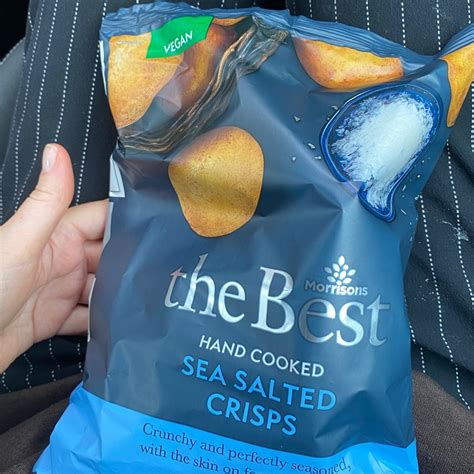 VEGAN
Morrisons
the Best
HAND COOKED
SEA SALTED
CRISPS
Crunchy and perfectly seasoned,
with the skin on